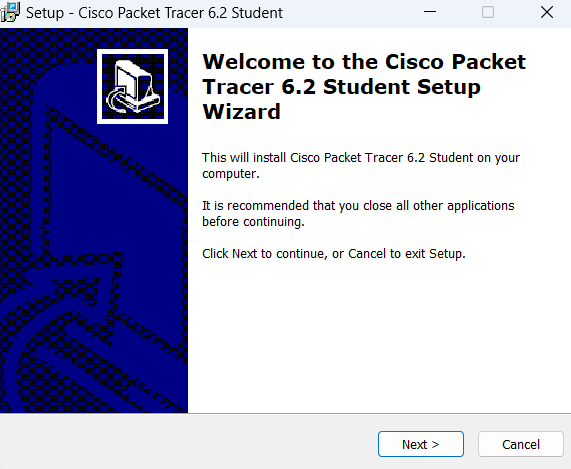 Setup - Cisco Packet Tracer 6.2 Student
Welcome to the Cisco Packet
Tracer 6.2 Student Setup
Wizard
This will install Cisco Packet Tracer 6.2 Student on your
computer.
It is recommended that you close all other applications
before continuing.
Click Next to continue, or Cancel to exit Setup.
Next >
Cancel